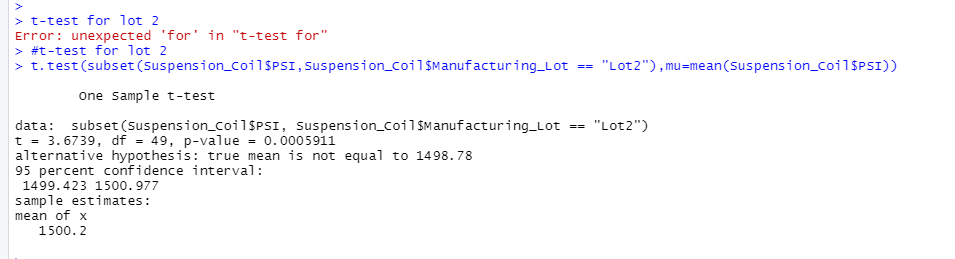 >
> t-test for lot 2
Error: unexpected 'for' in "t-test for"
> #t-test for lot 2
> t.test(subset(Suspension_Coil$PSI,Suspension_Coil$Manufacturing_Lot == "Lot2"),mu=mean(Suspension_Coil$PSI))
One Sample t-test
data:  subset(Suspension_Coil$PSI, Suspension_Coil$Manufacturing_Lot == "Lot2")
t = 3.6739, df = 49, p-value = 0.0005911
alternative hypothesis: true mean is not equal to 1498.78
95 percent confidence interval:
1499.423 1500.977
sample estimates:
mean of x
1500.2